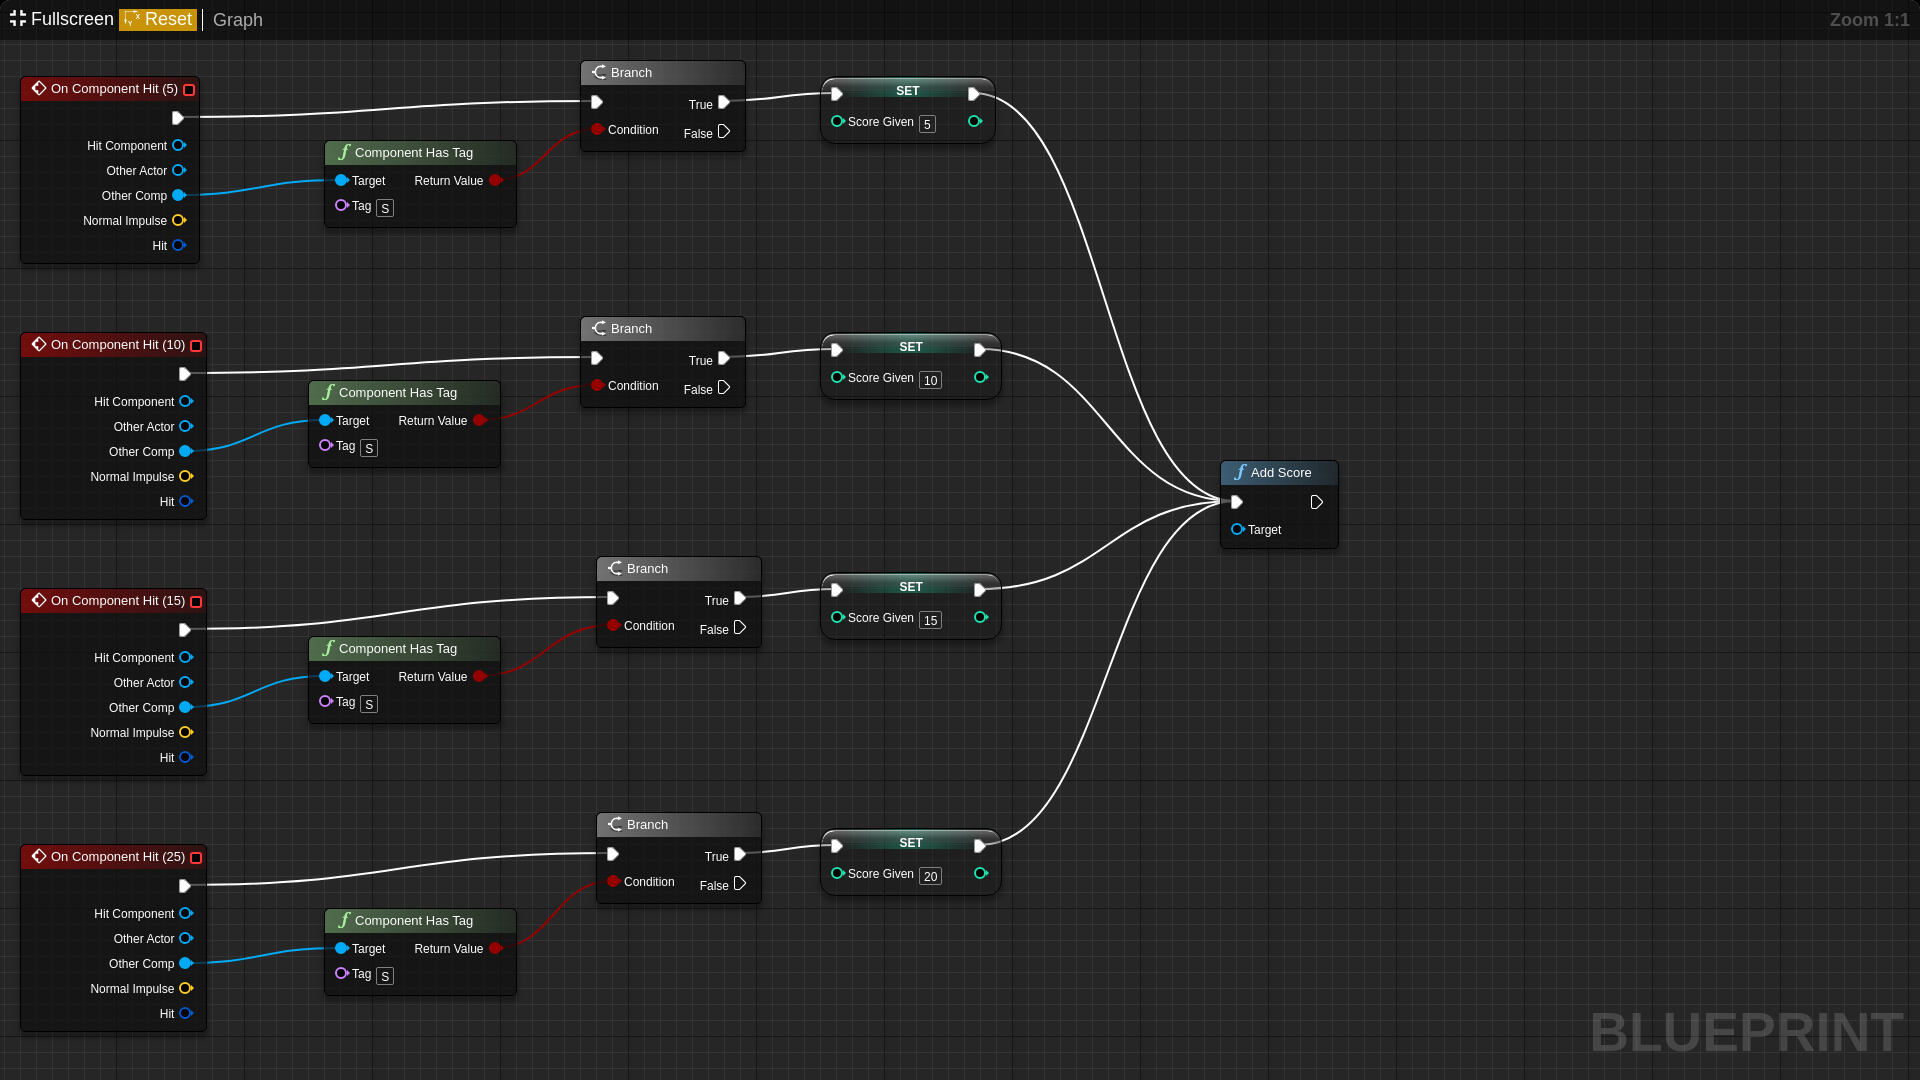 Fullscreen Reset Graph Zoom 1:1
On Component Hit (5)
Hit Component
Other Actor
Other Comp
Normal Impulse
Hit
Component Has Tag
Target Return Value
Tag S
Branch
True
Condition False
SET
Score Given 5
On Component Hit (10)
Hit Component
Other Actor
Other Comp
Normal Impulse
Hit
Component Has Tag
Target Return Value
Tag S
Branch
True
Condition False
SET
Score Given 10
Add Score
Target
On Component Hit (15)
Hit Component
Other Actor
Other Comp
Normal Impulse
Hit
Component Has Tag
Target Return Value
Tag S
Branch
True
Condition False
SET
Score Given 15
On Component Hit (25)
Hit Component
Other Actor
Other Comp
Normal Impulse
Hit
Component Has Tag
Target Return Value
Tag S
Branch
True
Condition False
SET
Score Given 20
BLUEPRINT